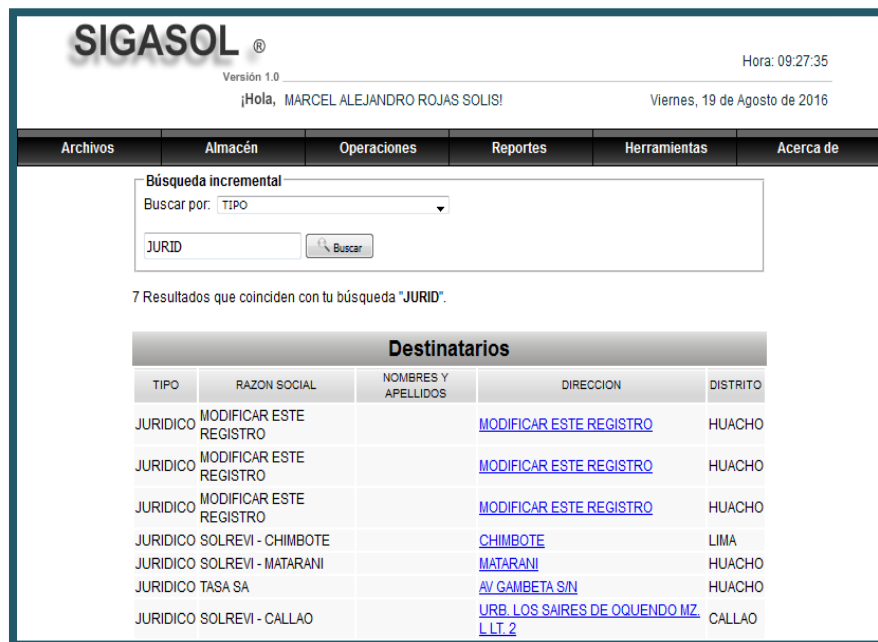 SIGASOL ®
Versión 1.0
Hora: 09:27:35
¡Hola, MARCEL ALEJANDRO ROJAS SOLIS!
Viernes, 19 de Agosto de 2016
Archivos Almacén Operaciones Reportes Herramientas Acerca de
Búsqueda incremental
Buscar por: TIPO
JURID Buscar
7 Resultados que coinciden con tu búsqueda "JURID".
Destinatarios
TIPO RAZON SOCIAL NOMBRES Y APELLIDOS DIRECCION DISTRITO
JURIDICO MODIFICAR ESTE REGISTRO MODIFICAR ESTE REGISTRO HUACHO
JURIDICO MODIFICAR ESTE REGISTRO MODIFICAR ESTE REGISTRO HUACHO
JURIDICO MODIFICAR ESTE REGISTRO MODIFICAR ESTE REGISTRO HUACHO
JURIDICO SOLREVI - CHIMBOTE CHIMBOTE LIMA
JURIDICO SOLREVI - MATARANI MATARANI HUACHO
JURIDICO TASA SA AV GAMBETA S/N HUACHO
JURIDICO SOLREVI - CALLAO URB. LOS SAIRES DE OQUENDO MZ. L LT. 2 CALLAO